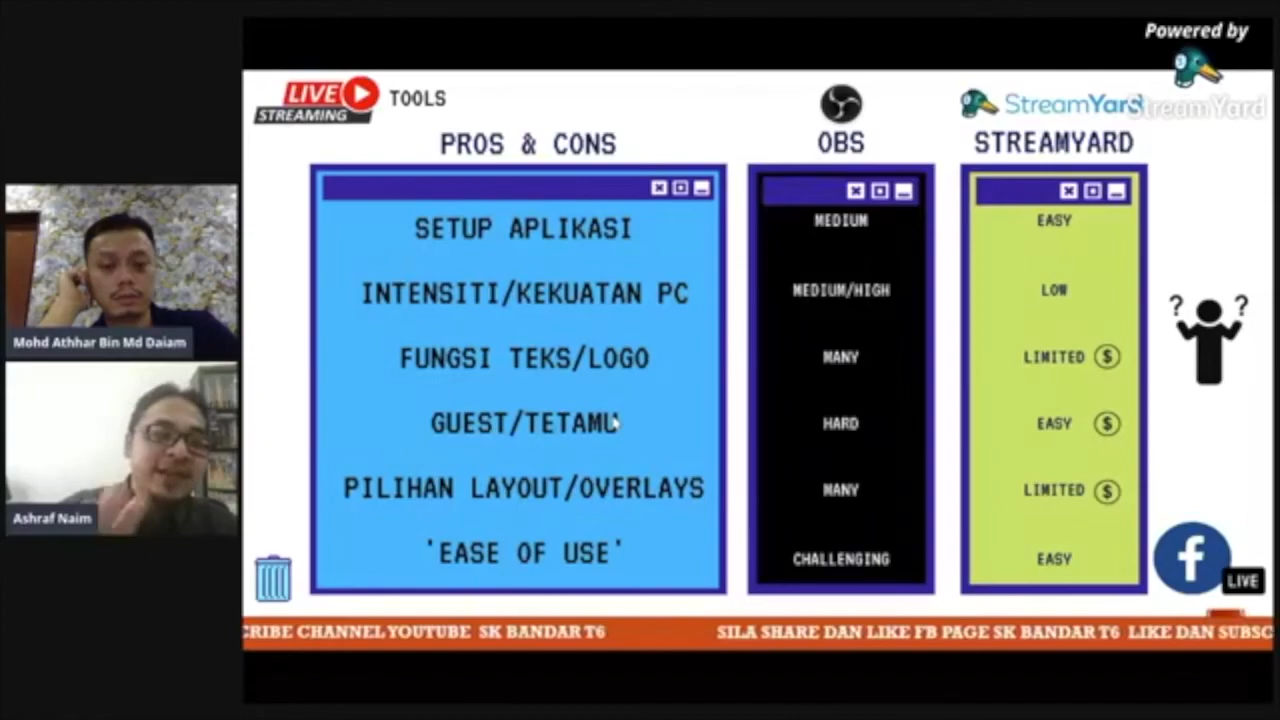 Powered by
StreamYard
LIVE
STREAMING
TOOLS
StreamYard
PROS & CONS
OBS
STREAMYARD
SETUP APLIKASI
MEDIUM
EASY
INTENSITI/KEKUATAN PC
MEDIUM/HIGH
LOW
FUNGSI TEKS/LOGO
MANY
LIMITED $
GUEST/TETAMU
HARD
EASY $
PILIHAN LAYOUT/OVERLAYS
MANY
LIMITED $
'EASE OF USE'
CHALLENGING
EASY
? ?
Mohd Athhar Bin Md Daiam
Ashraf Naim
f
LIVE
CRIBE CHANNEL YOUTUBE SK BANDAR T6 SILA SHARE DAN LIKE FB PAGE SK BANDAR T6 LIKE DAN SUBSC